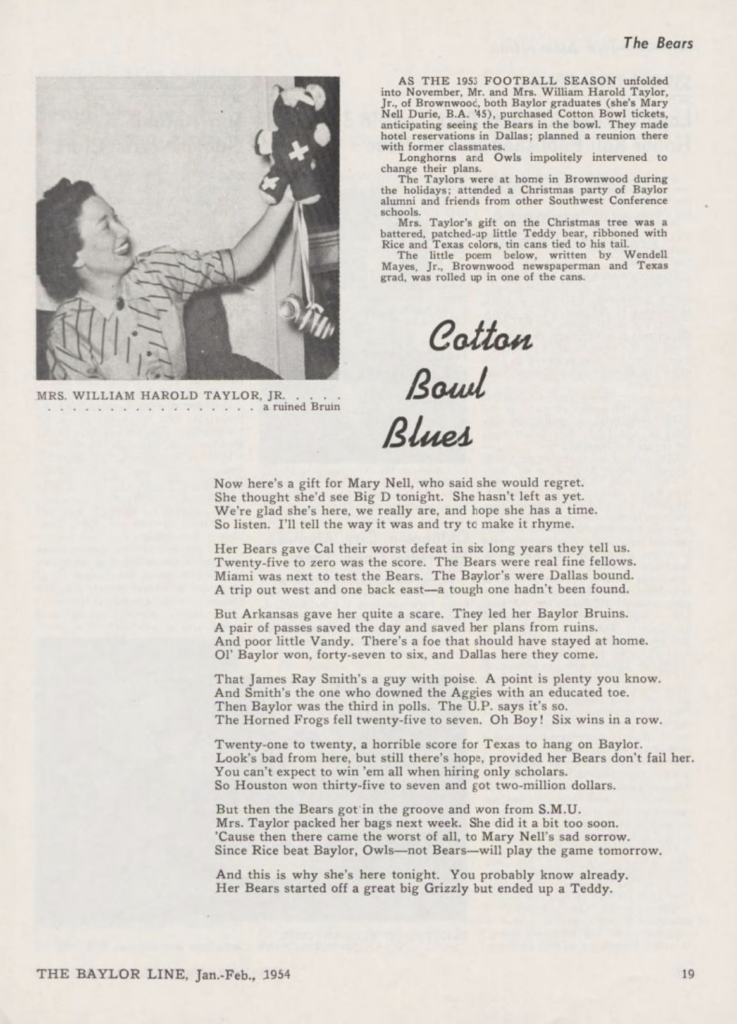 The Bears
AS THE 1953 FOOTBALL SEASON unfolded
into November, Mr. and Mrs. William Harold Taylor,
Jr., of Brownwood, both Baylor graduates (she's Mary
Nell Durie, B.A. '45), purchased Cotton Bowl tickets,
anticipating seeing the Bears in the bowl. They made
hotel reservations in Dallas; planned a reunion there
with former classmates.
Longhorns and Owls impolitely intervened to
change their plans.
The Taylors were at home in Brownwood during
the holidays; attended a Christmas party of Baylor
alumni and friends from other Southwest Conference
schools.
Mrs. Taylor's gift on the Christmas tree was a
battered, patched-up little Teddy bear, ribboned with
Rice and Texas colors, tin cans tied to his tail.
The little poem below, written by Wendell
Mayes, Jr., Brownwood newspaperman and Texas
grad, was rolled up in one of the cans.
MRS. WILLIAM HAROLD TAYLOR, JR. . . . .
. . . . . . . . . . . . . . . . . a ruined Bruin
Cotton
Bowl
Blues
Now here's a gift for Mary Nell, who said she would regret.
She thought she'd see Big D tonight. She hasn't left as yet.
We're glad she's here, we really are, and hope she has a time.
So listen. I'll tell the way it was and try to make it rhyme.
Her Bears gave Cal their worst defeat in six long years they tell us.
Twenty-five to zero was the score. The Bears were real fine fellows.
Miami was next to test the Bears. The Baylor's were Dallas bound.
A trip out west and one back east—a tough one hadn't been found.
But Arkansas gave her quite a scare. They led her Baylor Bruins.
A pair of passes saved the day and saved her plans from ruins.
And poor little Vandy. There's a foe that should have stayed at home.
Ol' Baylor won, forty-seven to six, and Dallas here they come.
That James Ray Smith's a guy with poise. A point is plenty you know.
And Smith's the one who downed the Aggies with an educated toe.
Then Baylor was the third in polls. The U.P. says it's so.
The Horned Frogs fell twenty-five to seven. Oh Boy! Six wins in a row.
Twenty-one to twenty, a horrible score for Texas to hang on Baylor.
Look's bad from here, but still there's hope, provided her Bears don't fail her.
You can't expect to win 'em all when hiring only scholars.
So Houston won thirty-five to seven and got two-million dollars.
But then the Bears got in the groove and won from S.M.U.
Mrs. Taylor packed her bags next week. She did it a bit too soon.
'Cause then there came the worst of all, to Mary Nell's sad sorrow.
Since Rice beat Baylor, Owls—not Bears—will play the game tomorrow.
And this is why she's here tonight. You probably know already.
Her Bears started off a great big Grizzly but ended up a Teddy.
THE BAYLOR LINE, Jan.-Feb., 1954
19